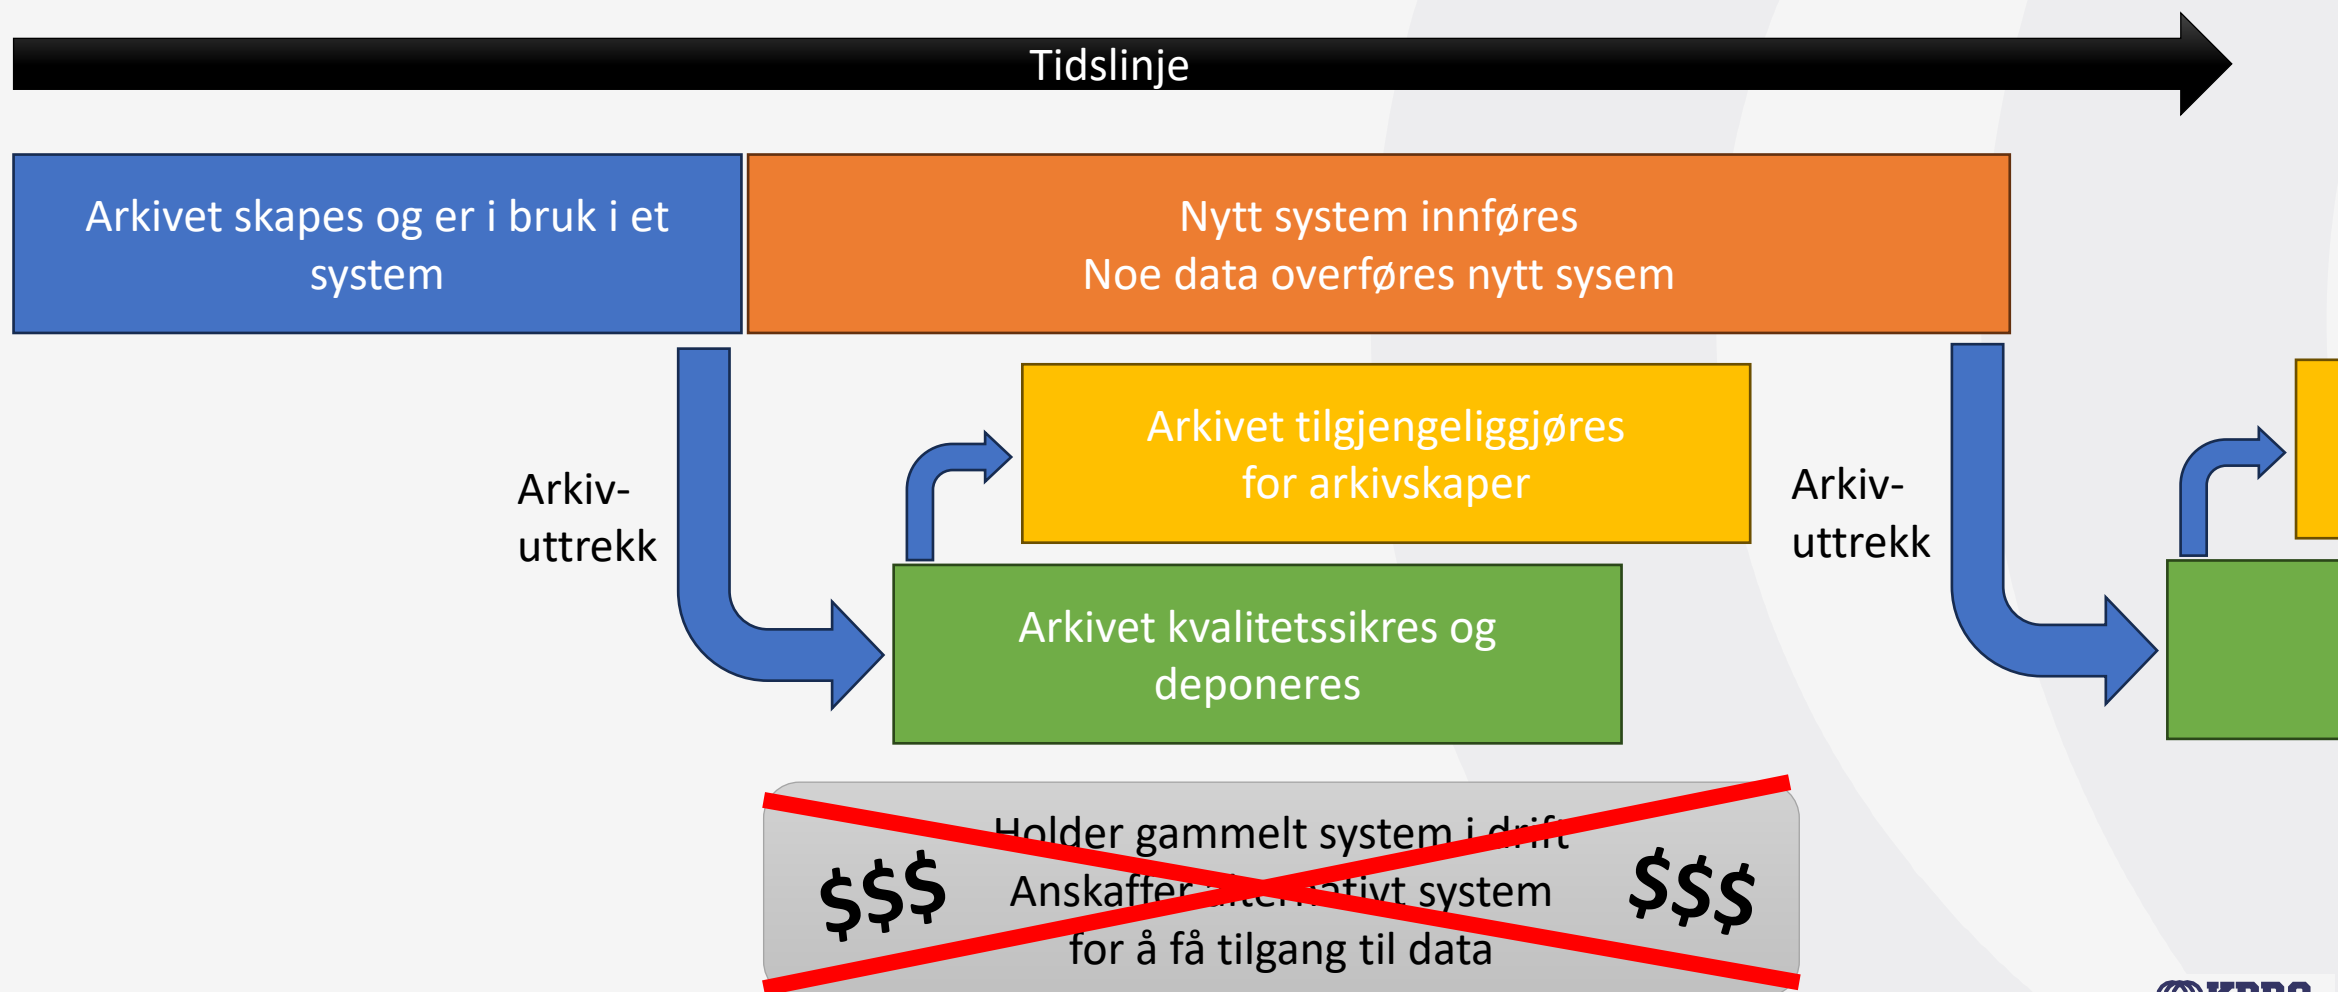 Tidslinje
Arkivet skapes og er i bruk i et
system
Nytt system innføres
Noe data overføres nytt sysem
Arkivet tilgjengeliggjøres
for arkivskaper
Arkiv-
uttrekk
Arkiv-
uttrekk
Arkivet kvalitetssikres og
deponeres
Holder gammelt system i drift
$$$
Anskaffer alternativt system
$$$
for å få tilgang til data